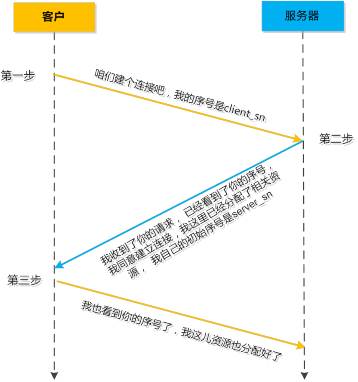 客户
服务器
第一步
咱们建个连接吧，我的序号是client_sn
第二步
我收到了你的请求，已经看到了你的序号，
我同意建立连接，我这里已经分配了相关资
源，我自己的初始序号是server_sn
第三步
我也看到你的序号了，我这儿资源也分配好了